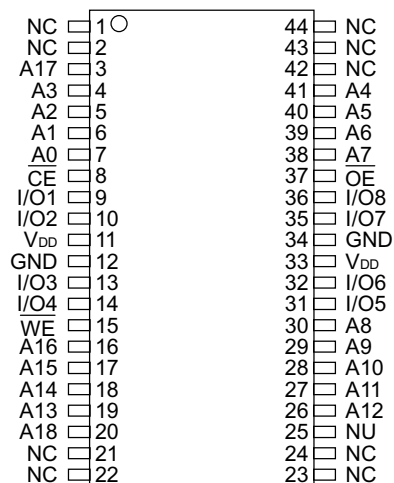 NC 1 44 NC
NC 2 43 NC
A17 3 42 NC
A3 4 41 A4
A2 5 40 A5
A1 6 39 A6
A0 7 38 A7
CE 8 37 OE
I/O1 9 36 I/O8
I/O2 10 35 I/O7
VDD 11 34 GND
GND 12 33 VDD
I/O3 13 32 I/O6
I/O4 14 31 I/O5
WE 15 30 A8
A16 16 29 A9
A15 17 28 A10
A14 18 27 A11
A13 19 26 A12
A18 20 25 NU
NC 21 24 NC
NC 22 23 NC